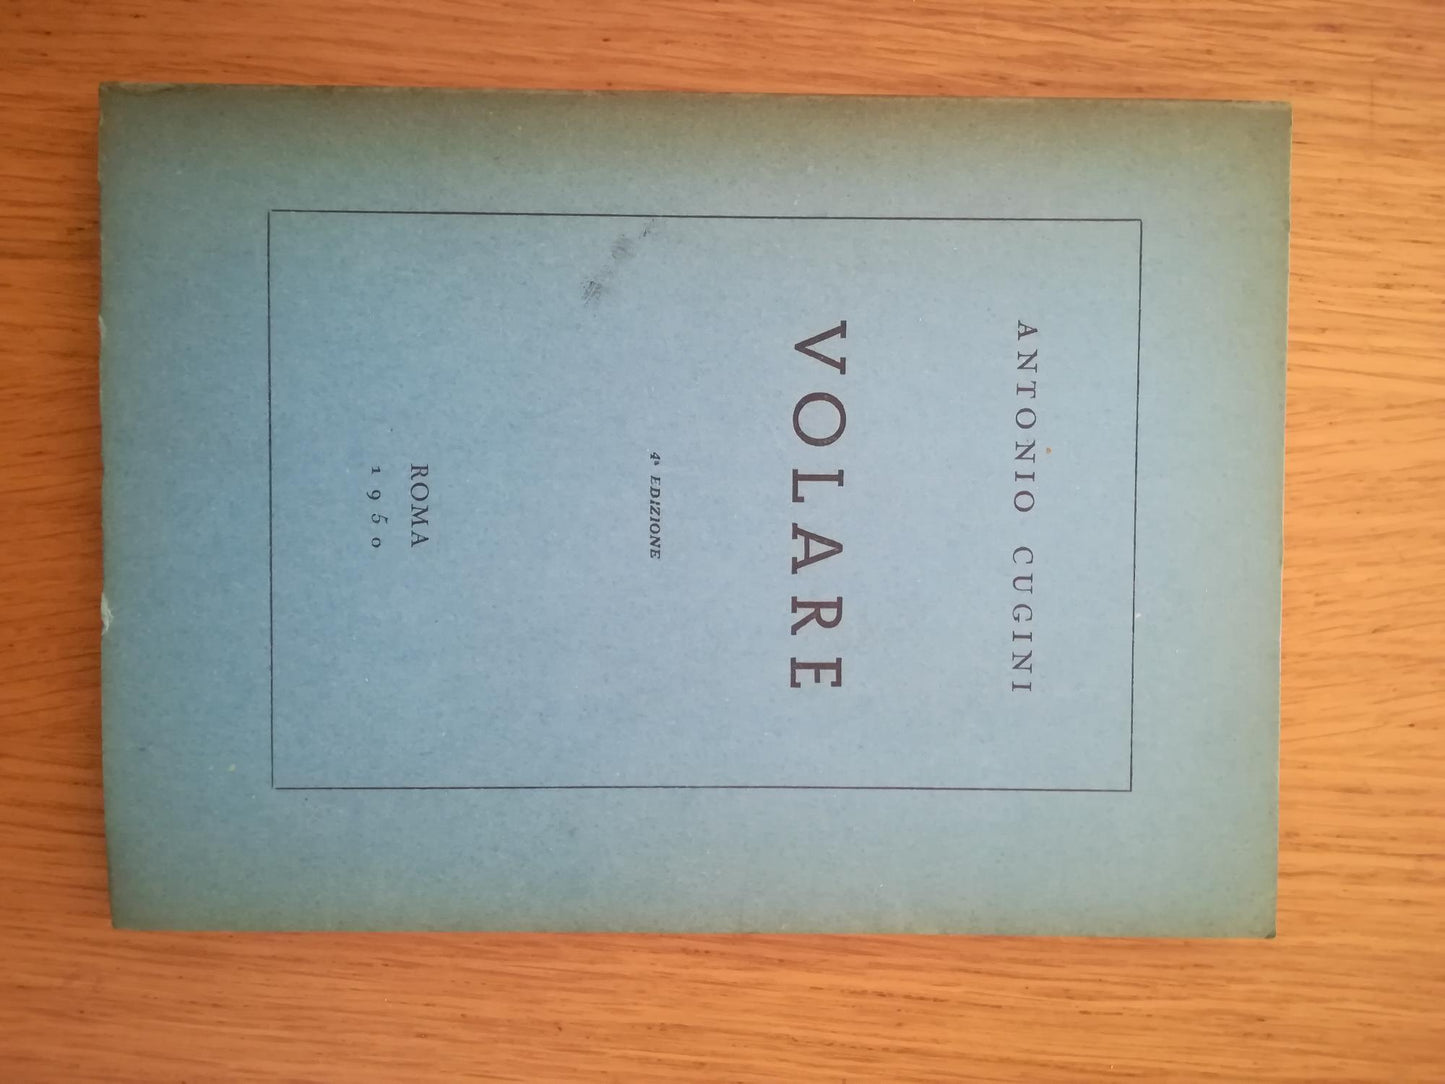 ANTONIO CUGINI
VOLARE
4ª EDIZIONE
ROMA
1950